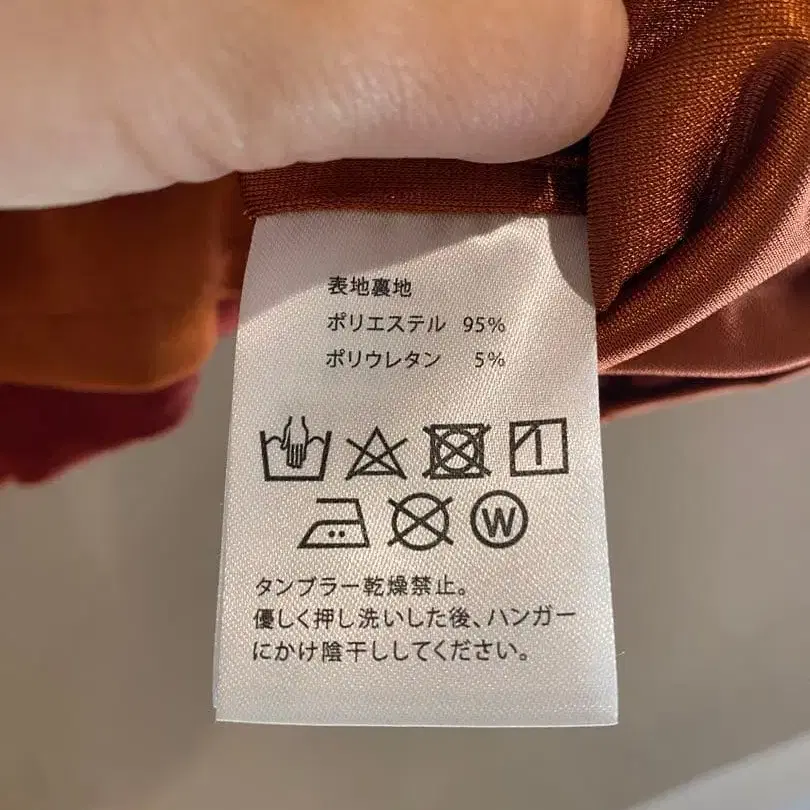 表地裏地
ポリエステル 95%
ポリウレタン 5%
W
タンブラー乾燥禁止。
優しく押し洗いした後、ハンガー
にかけ陰干ししてください。